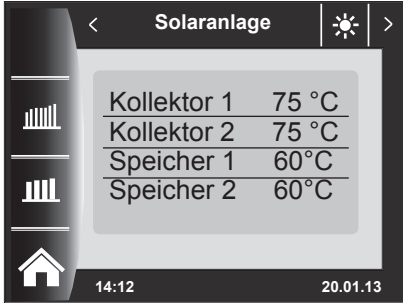 Solaranlage
Kollektor 1 75 °C
Kollektor 2 75 °C
Speicher 1 60°C
Speicher 2 60°C
14:12 20.01.13